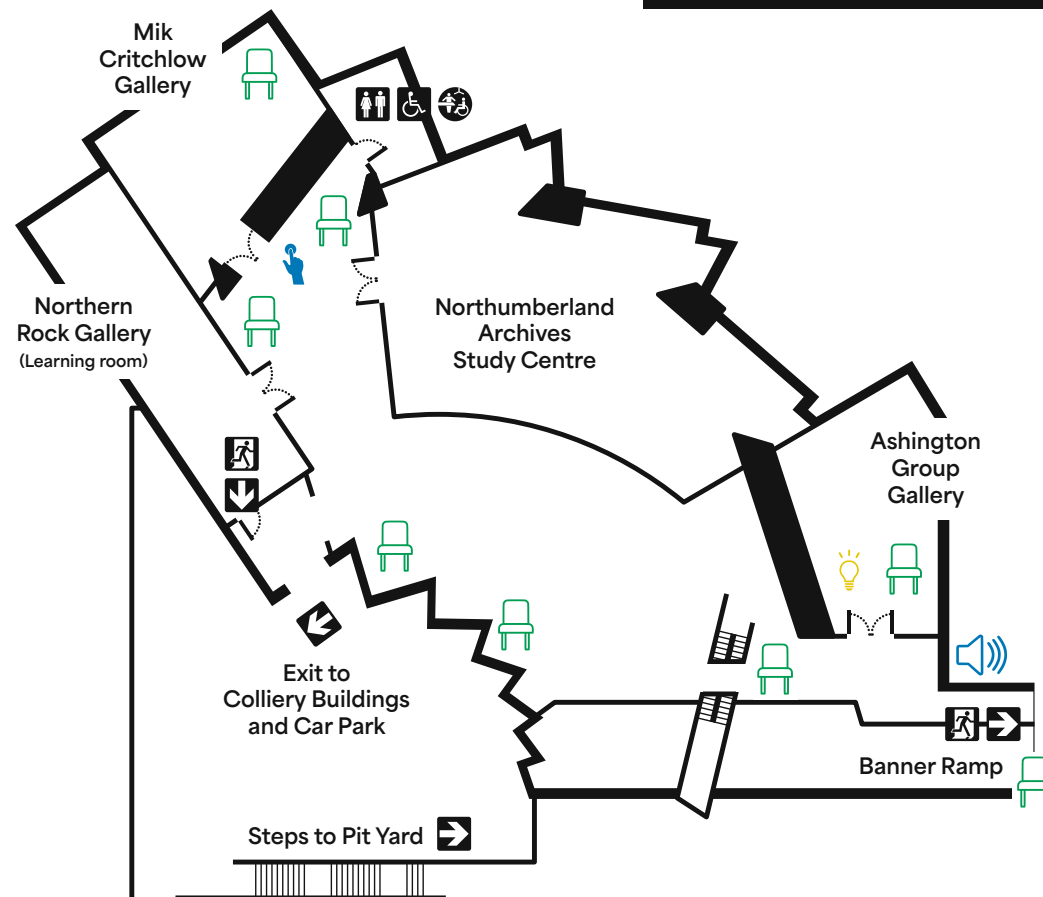 Mik
Critchlow
Gallery
Northern
Rock Gallery
(Learning room)
Northumberland
Archives
Study Centre
Ashington
Group
Gallery
Exit to
Colliery Buildings
and Car Park
Banner Ramp
Steps to Pit Yard